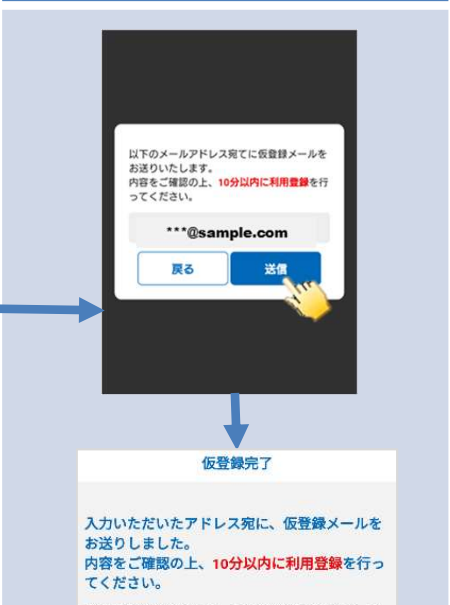 以下のメールアドレス宛てに仮登録メールを
お送りいたします。
内容をご確認の上、10分以内に利用登録を行
ってください。
***@sample.com
戻る
送信
仮登録完了
入力いただいたアドレス宛に、仮登録メールを
お送りしました。
内容をご確認の上、10分以内に利用登録を行っ
てください。